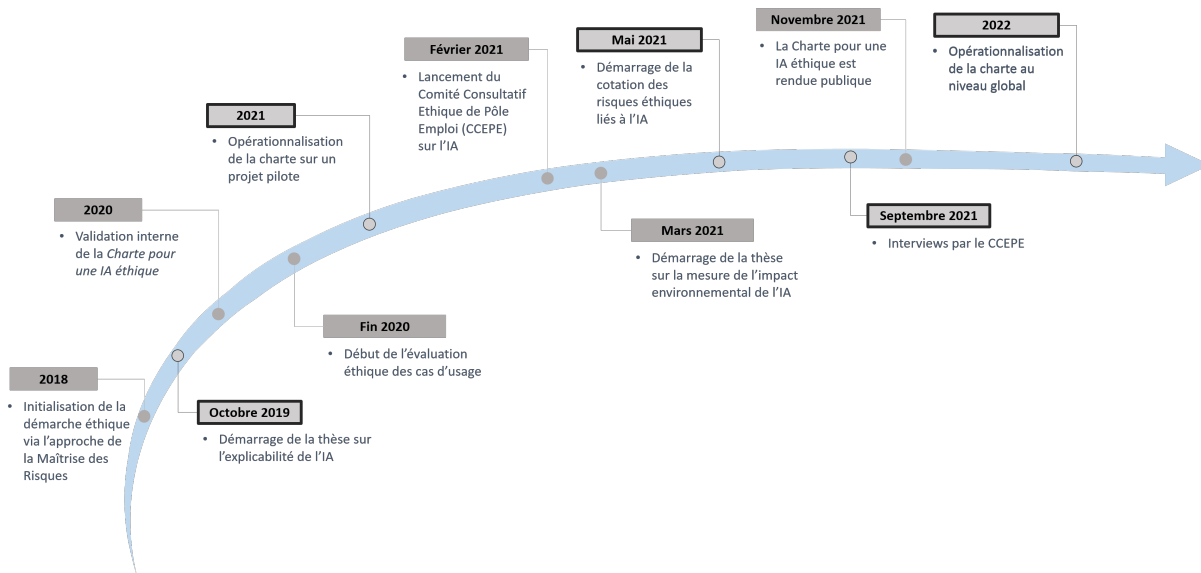 2018
• Initialisation de la
démarche éthique
via l'approche de
la Maîtrise des
Risques
Octobre 2019
• Démarrage de la thèse sur
l'explicabilité de l'IA
2020
• Validation interne
de la Charte pour
une IA éthique
Fin 2020
• Début de l'évaluation
éthique des cas d'usage
2021
• Opérationnalisation
de la charte sur un
projet pilote
Février 2021
• Lancement du
Comité Consultatif
Ethique de Pôle
Emploi (CCEPE)
sur l'IA
Mars 2021
• Démarrage de la thèse
sur la mesure de l'impact
environnemental de l'IA
Mai 2021
• Démarrage de la
cotation des
risques éthiques
liés à l'IA
Septembre 2021
• Interviews par le CCEPE
Novembre 2021
• La Charte pour une
IA éthique est
rendue publique
2022
• Opérationnalisation
de la charte au
niveau global